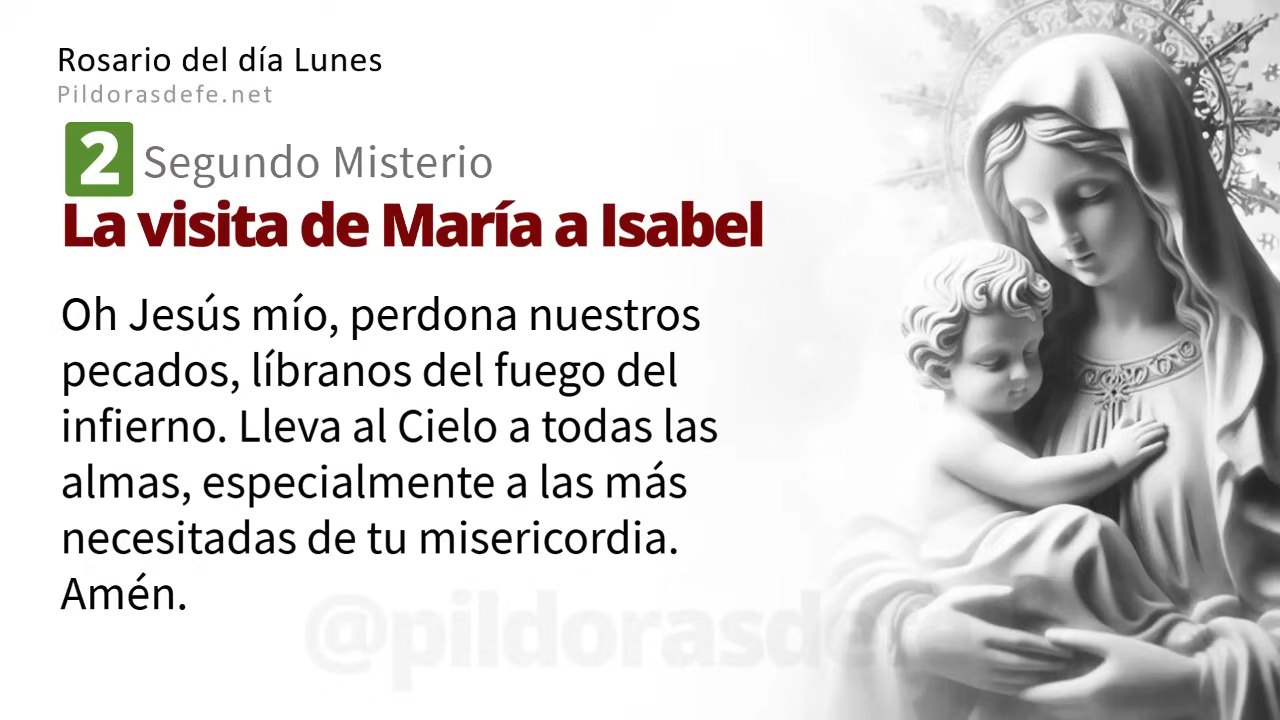 Rosario del día Lunes
Pildorasdefe.net
2 Segundo Misterio
La visita de María a Isabel
Oh Jesús mío, perdona nuestros
pecados, líbranos del fuego del
infierno. Lleva al Cielo a todas las
almas, especialmente a las más
necesitadas de tu misericordia.
Amén.
@pildorasdefe